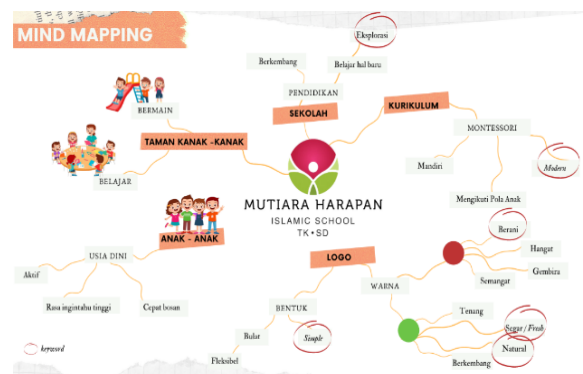 MIND MAPPING
Eksplorasi
Berkembang
Belajar hal baru
PENDIDIKAN
SEKOLAH
KURIKULUM
BERMAIN
MONTESSORI
TAMAN KANAK -KANAK
Mandiri
Modern
BELAJAR
Mengikuti Pola Anak
MUTIARA HARAPAN
ISLAMIC SCHOOL
TK•SD
ANAK - ANAK
Berani
Hangat
USIA DINI
LOGO
Gembira
Aktif
WARNA
Semangat
Rasa ingintahu tinggi
Cepat bosan
BENTUK
Tenang
Segar / Fresh
Bulat
Simple
Natural
keyword
Fleksibel
Berkembang